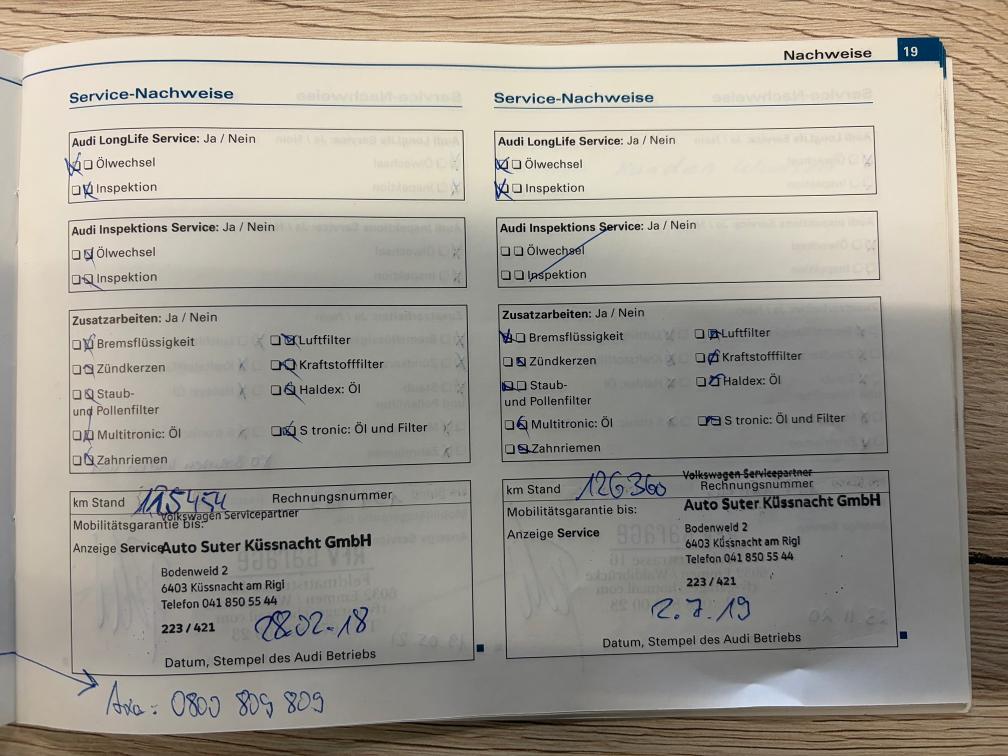 Nachweise 19
Service-Nachweise
Audi LongLife Service: Ja / Nein
Ölwechsel
Inspektion
Audi Inspektions Service: Ja / Nein
Ölwechsel
Inspektion
Zusatzarbeiten: Ja / Nein
Bremsflüssigkeit Luftfilter
Zündkerzen Kraftstofffilter
Staub- Haldex: Öl
und Pollenfilter
Multitronic: Öl S tronic: Öl und Filter
Zahnriemen
km Stand 115454 Rechnungsnummer
Volkswagen Servicepartner
Mobilitätsgarantie bis:
Anzeige Service Auto Suter Küssnacht GmbH
Bodenweid 2
6403 Küssnacht am Rigi
Telefon 041 850 55 44
223 / 421 28.02.18
Datum, Stempel des Audi Betriebs
Axa: 0800 809 809
Service-Nachweise
Audi LongLife Service: Ja / Nein
Ölwechsel
Inspektion
Audi Inspektions Service: Ja / Nein
Ölwechsel
Inspektion
Zusatzarbeiten: Ja / Nein
Bremsflüssigkeit Luftfilter
Zündkerzen Kraftstofffilter
Staub- Haldex: Öl
und Pollenfilter
Multitronic: Öl S tronic: Öl und Filter
Zahnriemen
Volkswagen Servicepartner
km Stand 126360 Rechnungsnummer
Mobilitätsgarantie bis: Auto Suter Küssnacht GmbH
Anzeige Service
Bodenweid 2
6403 Küssnacht am Rigi
Telefon 041 850 55 44
223 / 421
2.7.19
Datum, Stempel des Audi Betriebs